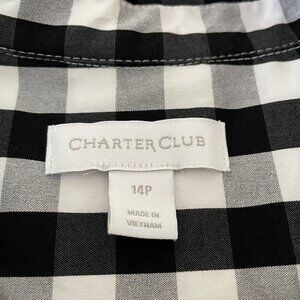 CHARTER CLUB
14P
MADE IN
VIETNAM